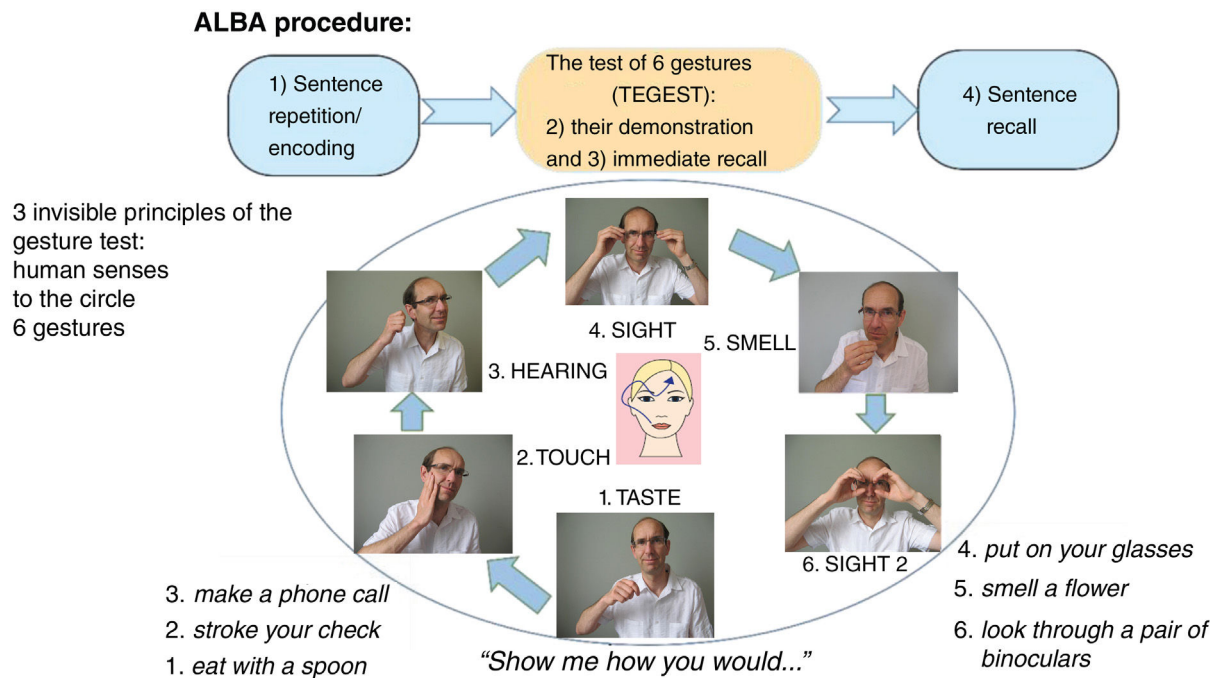 ALBA procedure:
1) Sentence
repetition/
encoding
The test of 6 gestures
(TEGEST):
2) their demonstration
and 3) immediate recall
4) Sentence
recall
3 invisible principles of the
gesture test:
human senses
to the circle
6 gestures
4. SIGHT
5. SMELL
3. HEARING
2. TOUCH
1. TASTE
6. SIGHT 2
3. make a phone call
2. stroke your check
1. eat with a spoon
"Show me how you would..."
4. put on your glasses
5. smell a flower
6. look through a pair of
binoculars